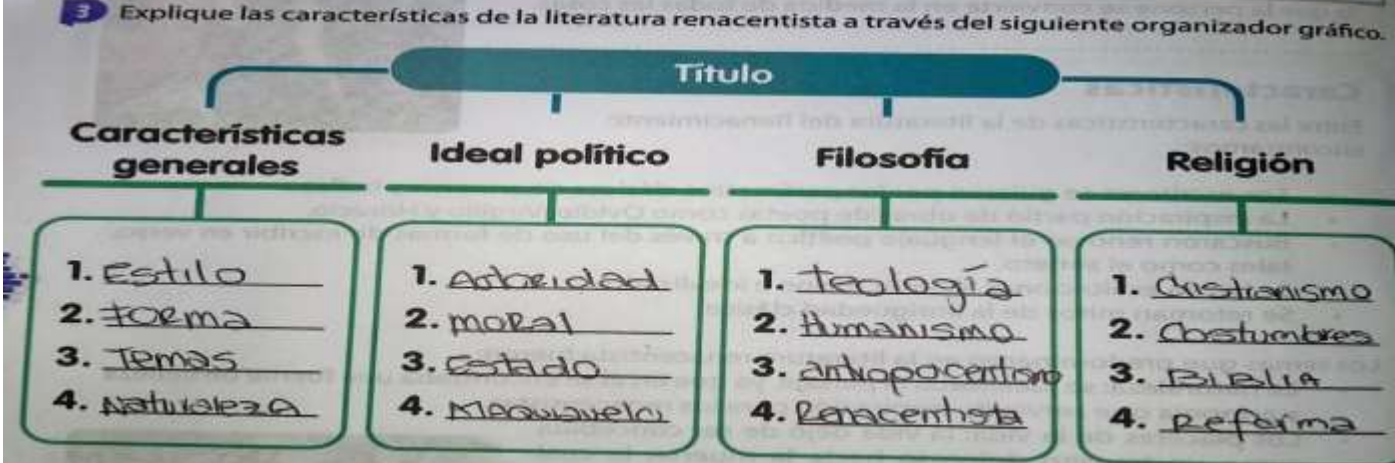 3 Explique las características de la literatura renacentista a través del siguiente organizador gráfico.
Título
Características
generales
1. Estilo
2. Forma
3. Temas
4. Naturaleza
Ideal político
1. Autoridad
2. moral
3. Estado
4. Maquiavelo
Filosofía
1. teología
2. Humanismo
3. antropocentismo
4. Renacentista
Religión
1. Cristianismo
2. Costumbres
3. BIBLIA
4. Reforma